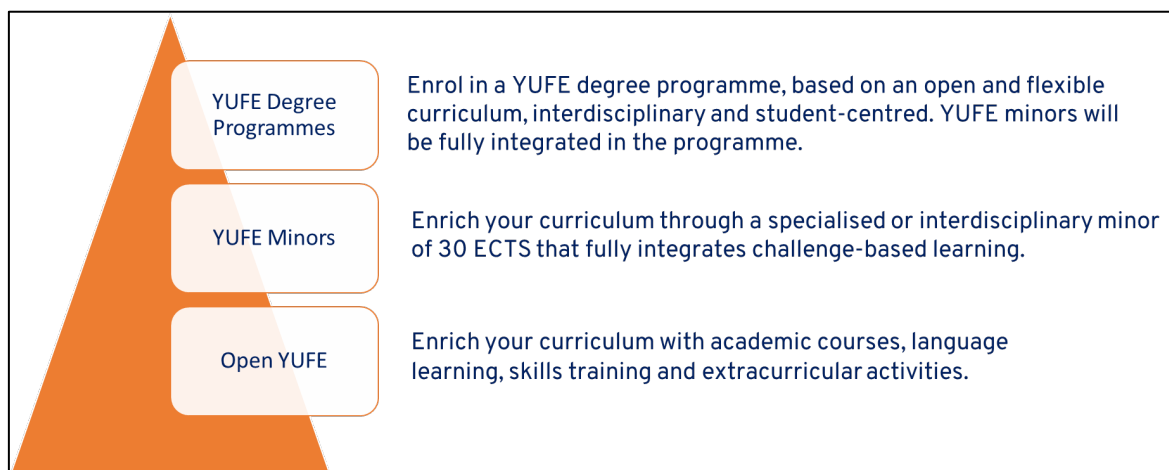 YUFE Degree
Programmes
Enrol in a YUFE degree programme, based on an open and flexible
curriculum, interdisciplinary and student-centred. YUFE minors will
be fully integrated in the programme.
YUFE Minors
Enrich your curriculum through a specialised or interdisciplinary minor
of 30 ECTS that fully integrates challenge-based learning.
Open YUFE
Enrich your curriculum with academic courses, language
learning, skills training and extracurricular activities.